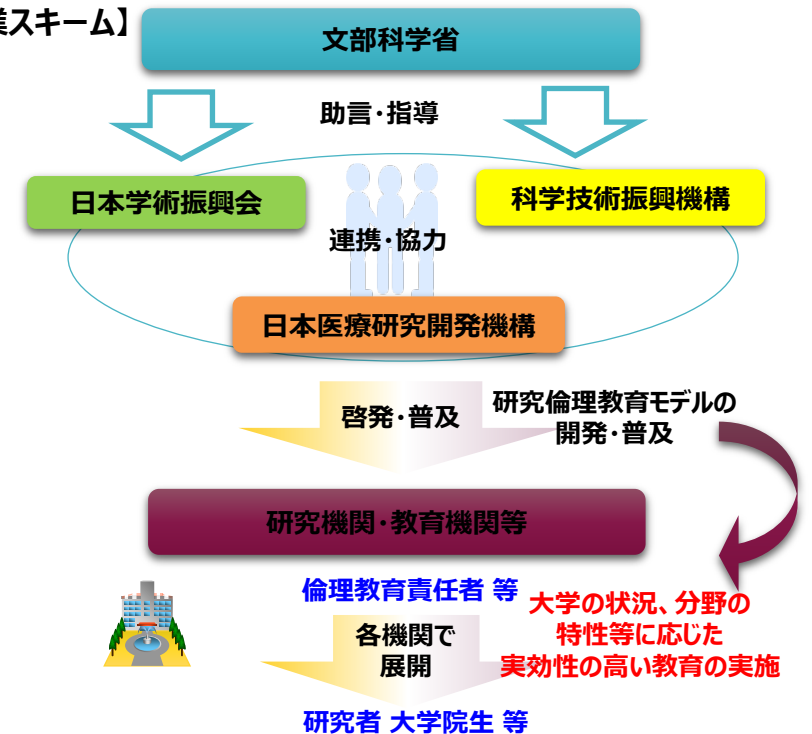 業スキーム】
文部科学省
助言・指導
日本学術振興会
科学技術振興機構
連携・協力
日本医療研究開発機構
啓発・普及
研究倫理教育モデルの
開発・普及
研究機関・教育機関等
倫理教育責任者 等
大学の状況、分野の
特性等に応じた
実効性の高い教育の実施
各機関で
展開
研究者 大学院生 等